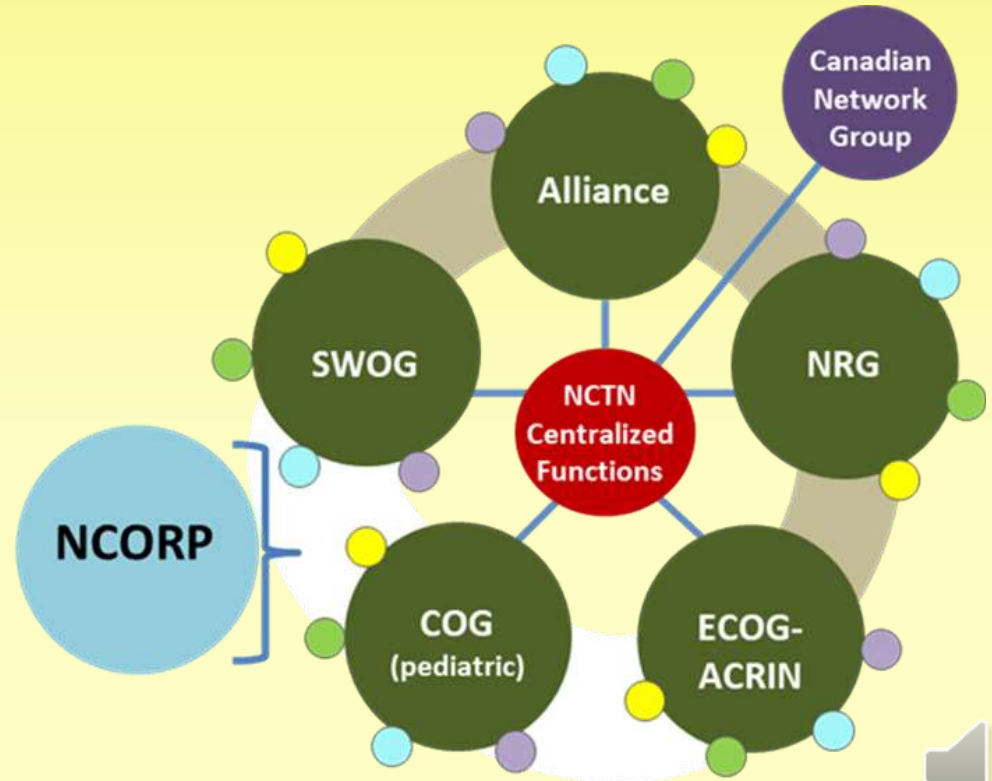 Canadian
Network
Group
Alliance
SWOG
NRG
NCTN
Centralized
Functions
NCORP
COG
(pediatric)
ECOG-
ACRIN